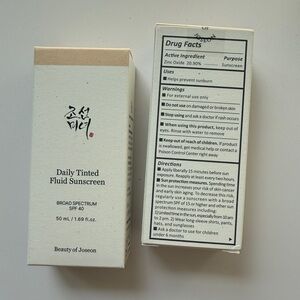 조선
미녀
Daily Tinted
Fluid Sunscreen
BROAD SPECTRUM
SPF 40
50 mL / 1.69 fl.oz.
Beauty of Joseon
Drug Facts
Active Ingredient Purpose
Zinc Oxide 20.90% Sunscreen
Uses
■ Helps prevent sunburn
Warnings
■ For external use only
■ Do not use on damaged or broken skin
■ Stop using and ask a doctor if rash occurs
■ When using this product, keep out of
eyes. Rinse with water to remove
■ Keep out of reach of children. If product
is swallowed, get medical help or contact a
Poison Control Center right away
Directions
■ Apply liberally 15 minutes before sun
exposure. Reapply at least every two hours.
■ Sun protection measures. Spending time
in the sun increases your risk of skin cancer
and early skin aging. To decrease this risk,
regularly use a sunscreen with a broad
spectrum SPF of 15 or higher and other sun
protection measures including:
1) Limited time in the sun, especially from 10 am
to 2 pm, 2) Wear long-sleeve shirts, pants,
hats, and sunglasses
■ Ask a doctor to use for children
under 6 months